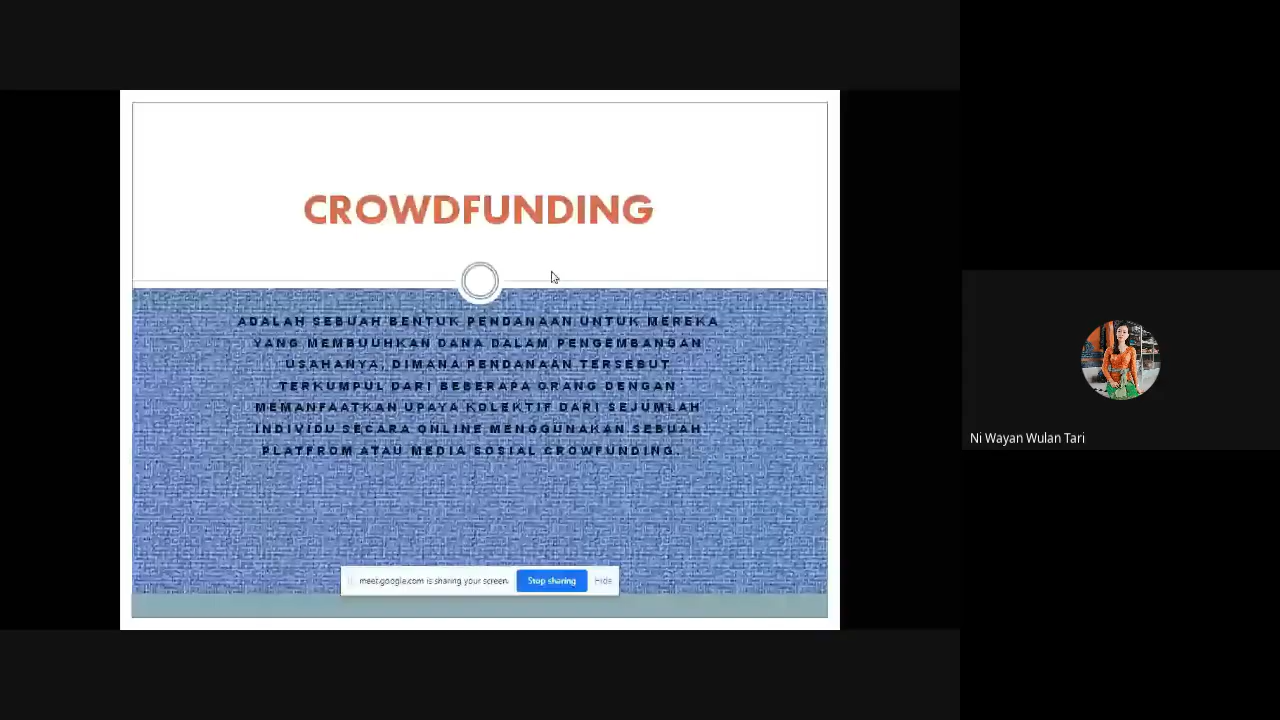 CROWDFUNDING
ADALAH SEBUAH BENTUK PENDANAAN UNTUK MEREKA
YANG MEMBUUHKAN DANA DALAM PENGEMBANGAN
USAHANYA, DIMANA PENDANAAN TERSEBUT
TERKUMPUL DARI BEBERAPA ORANG DENGAN
MEMANFAATKAN UPAYA KOLEKTIF DARI SEJUMLAH
INDIVIDU SECARA ONLINE MENGGUNAKAN SEBUAH
PLATFROM ATAU MEDIA SOSIAL CROWFUNDING.
meet.google.com is sharing your screen. Stop sharing Hide
Ni Wayan Wulan Tari